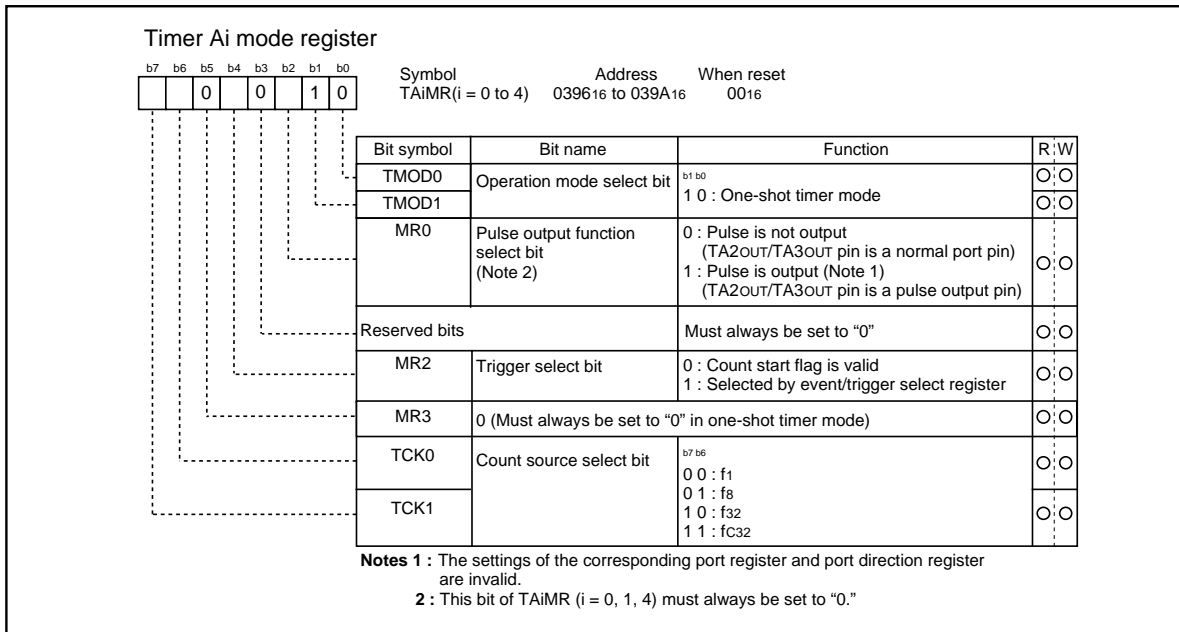 Timer Ai mode register
b7 b6 b5 b4 b3 b2 b1 b0
0 0 1 0
Symbol Address When reset
TAiMR(i = 0 to 4) 039616 to 039A16 0016
Bit symbol Bit name Function R W
TMOD0 Operation mode select bit b1 b0
1 0 : One-shot timer mode
TMOD1
MR0 Pulse output function select bit (Note 2)
0 : Pulse is not output
(TA2OUT/TA3OUT pin is a normal port pin)
1 : Pulse is output (Note 1)
(TA2OUT/TA3OUT pin is a pulse output pin)
Reserved bits Must always be set to “0”
MR2 Trigger select bit 0 : Count start flag is valid
1 : Selected by event/trigger select register
MR3 0 (Must always be set to “0” in one-shot timer mode)
TCK0 Count source select bit b7 b6
0 0 : f1
0 1 : f8
TCK1 1 0 : f32
1 1 : fC32
Notes 1 : The settings of the corresponding port register and port direction register
are invalid.
2 : This bit of TAiMR (i = 0, 1, 4) must always be set to “0.”